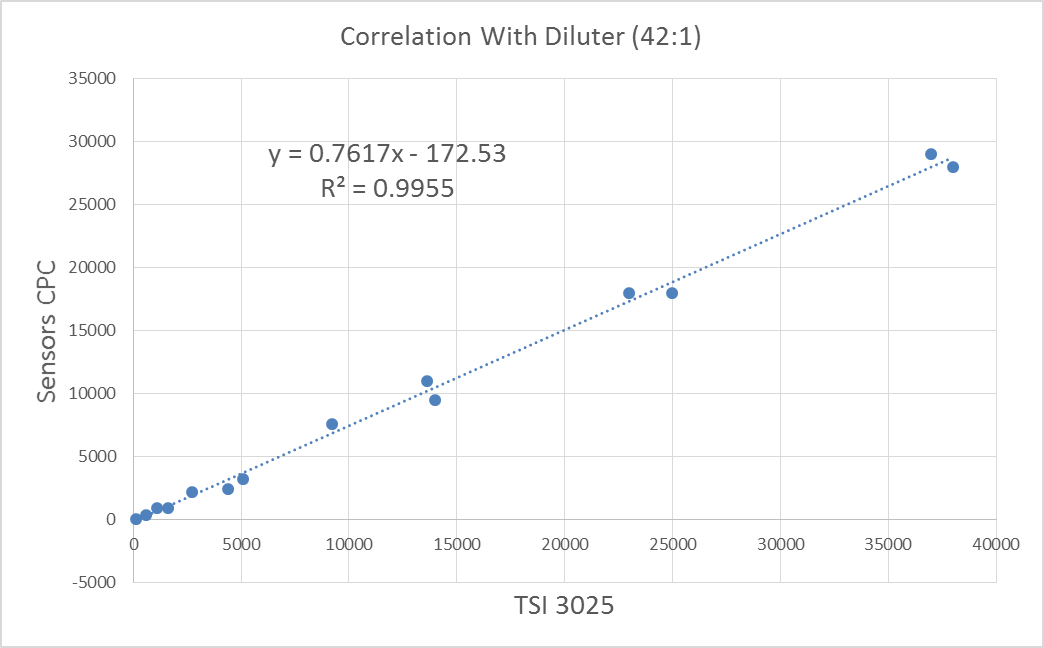 Correlation With Diluter (42:1)
35000
30000
25000
20000
15000
10000
5000
0
-5000
y = 0.7617x - 172.53
R² = 0.9955
Sensors CPC
0 5000 10000 15000 20000 25000 30000 35000 40000
TSI 3025